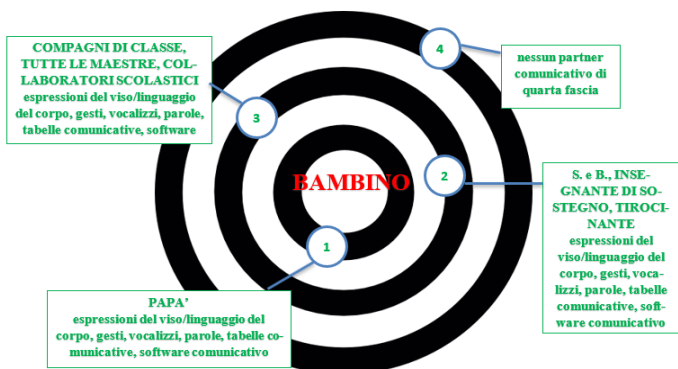 COMPAGNI DI CLASSE,
TUTTE LE MAESTRE, COL-
LABORATORI SCOLASTICI
espressioni del viso/linguaggio
del corpo, gesti, vocalizzi, parole,
tabelle comunicative, software
4
nessun partner
comunicativo di
quarta fascia
3
BAMBINO
2
S. e B., INSE-
GNANTE DI SO-
STEGNO, TIROCI-
NANTE
espressioni del
viso/linguaggio del
corpo, gesti, voca-
lizzi, parole, tabelle
comunicative, soft-
ware comunicativo
1
PAPA’
espressioni del viso/linguaggio del
corpo, gesti, vocalizzi, parole, tabelle co-
municative, software comunicativo